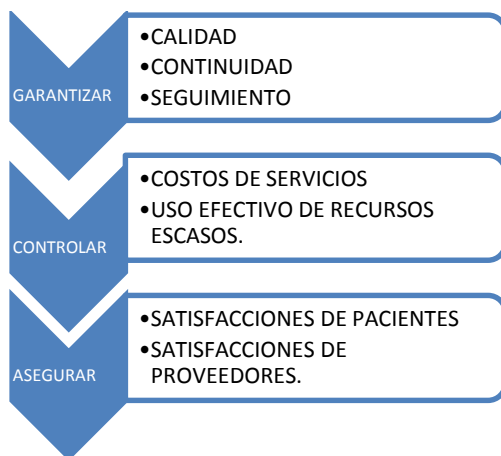 GARANTIZAR
•CALIDAD
•CONTINUIDAD
•SEGUIMIENTO
CONTROLAR
•COSTOS DE SERVICIOS
•USO EFECTIVO DE RECURSOS
ESCASOS.
ASEGURAR
•SATISFACCIONES DE PACIENTES
•SATISFACCIONES DE
PROVEEDORES.